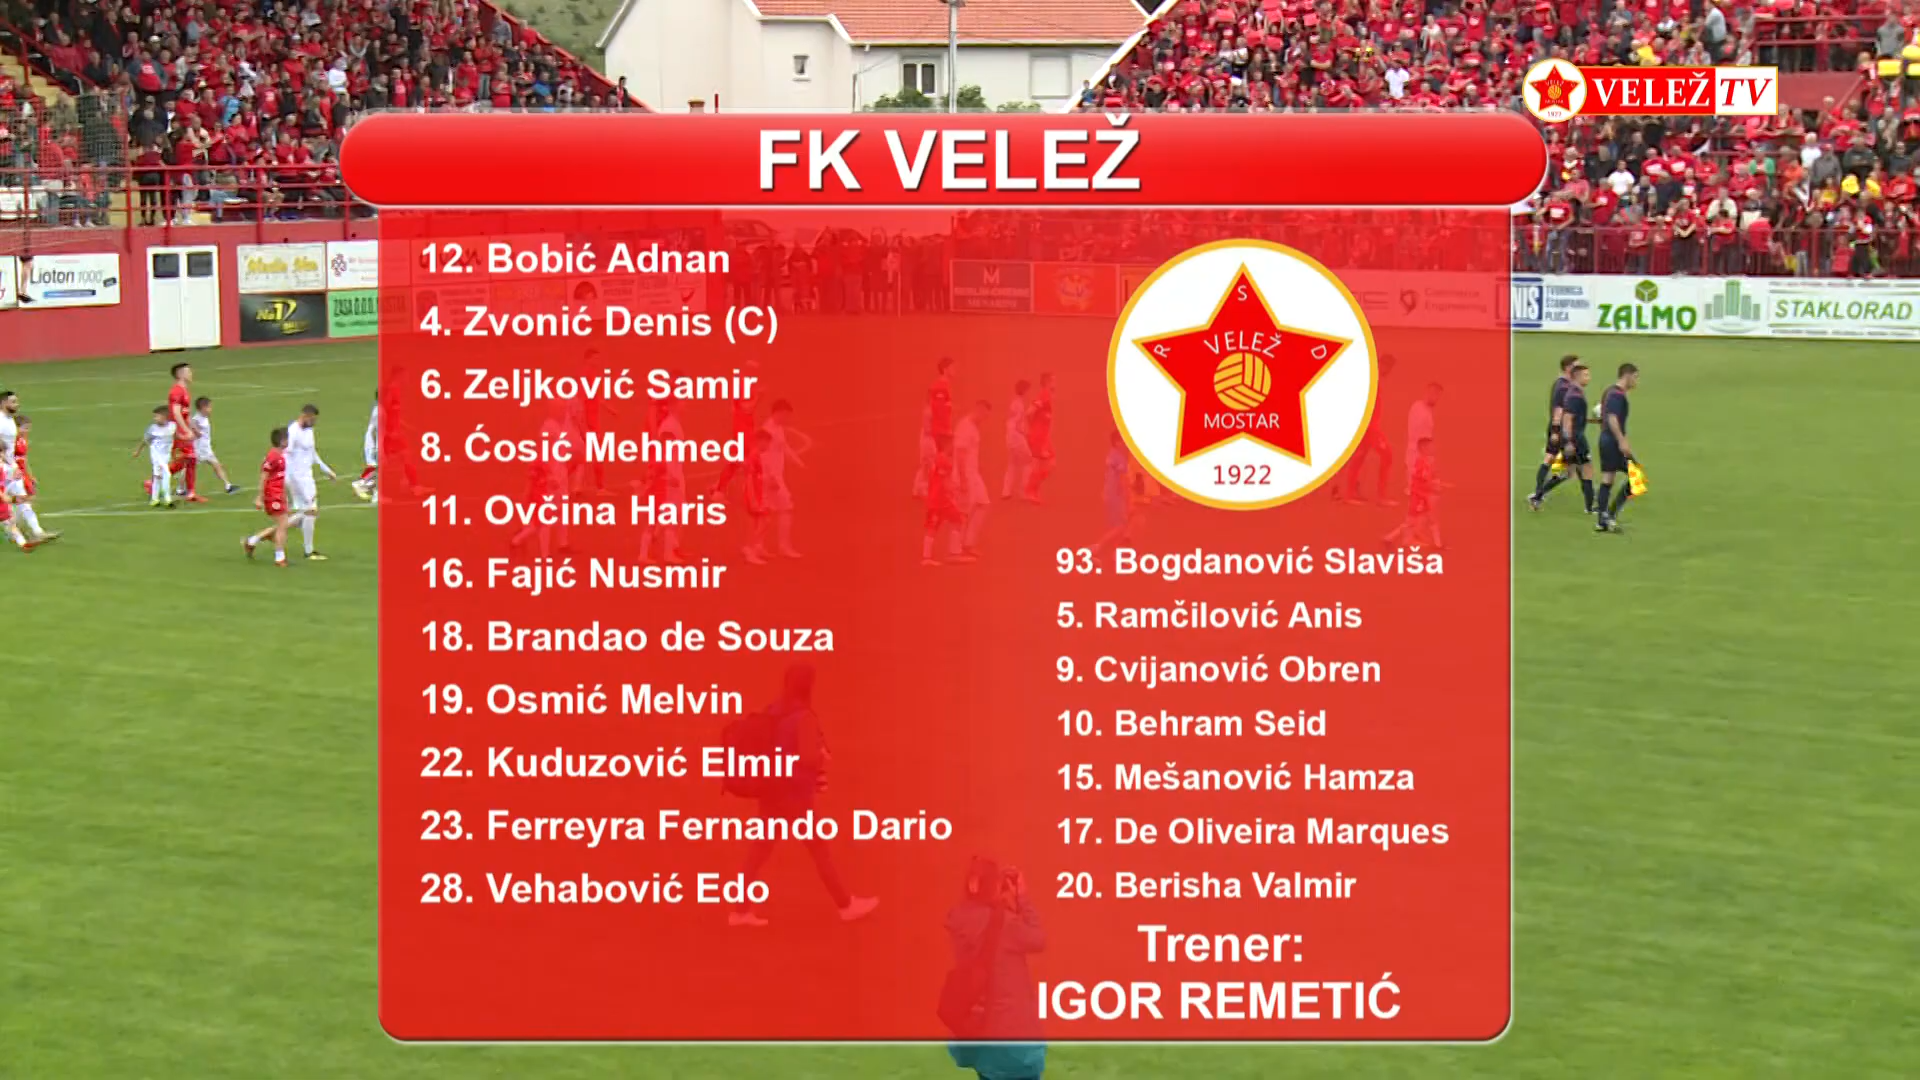 VELEŽ TV
1922
FK VELEŽ
12. Bobić Adnan
4. Zvonić Denis (C)
6. Zeljković Samir
8. Ćosić Mehmed
11. Ovčina Haris
16. Fajić Nusmir
18. Brandao de Souza
19. Osmić Melvin
22. Kuduzović Elmir
23. Ferreyra Fernando Dario
28. Vehabović Edo
R S D
VELEŽ
MOSTAR
1922
93. Bogdanović Slaviša
5. Ramčilović Anis
9. Cvijanović Obren
10. Behram Seid
15. Mešanović Hamza
17. De Oliveira Marques
20. Berisha Valmir
Trener:
IGOR REMETIĆ
Lioton 1000
ZALMO
STAKLORAD